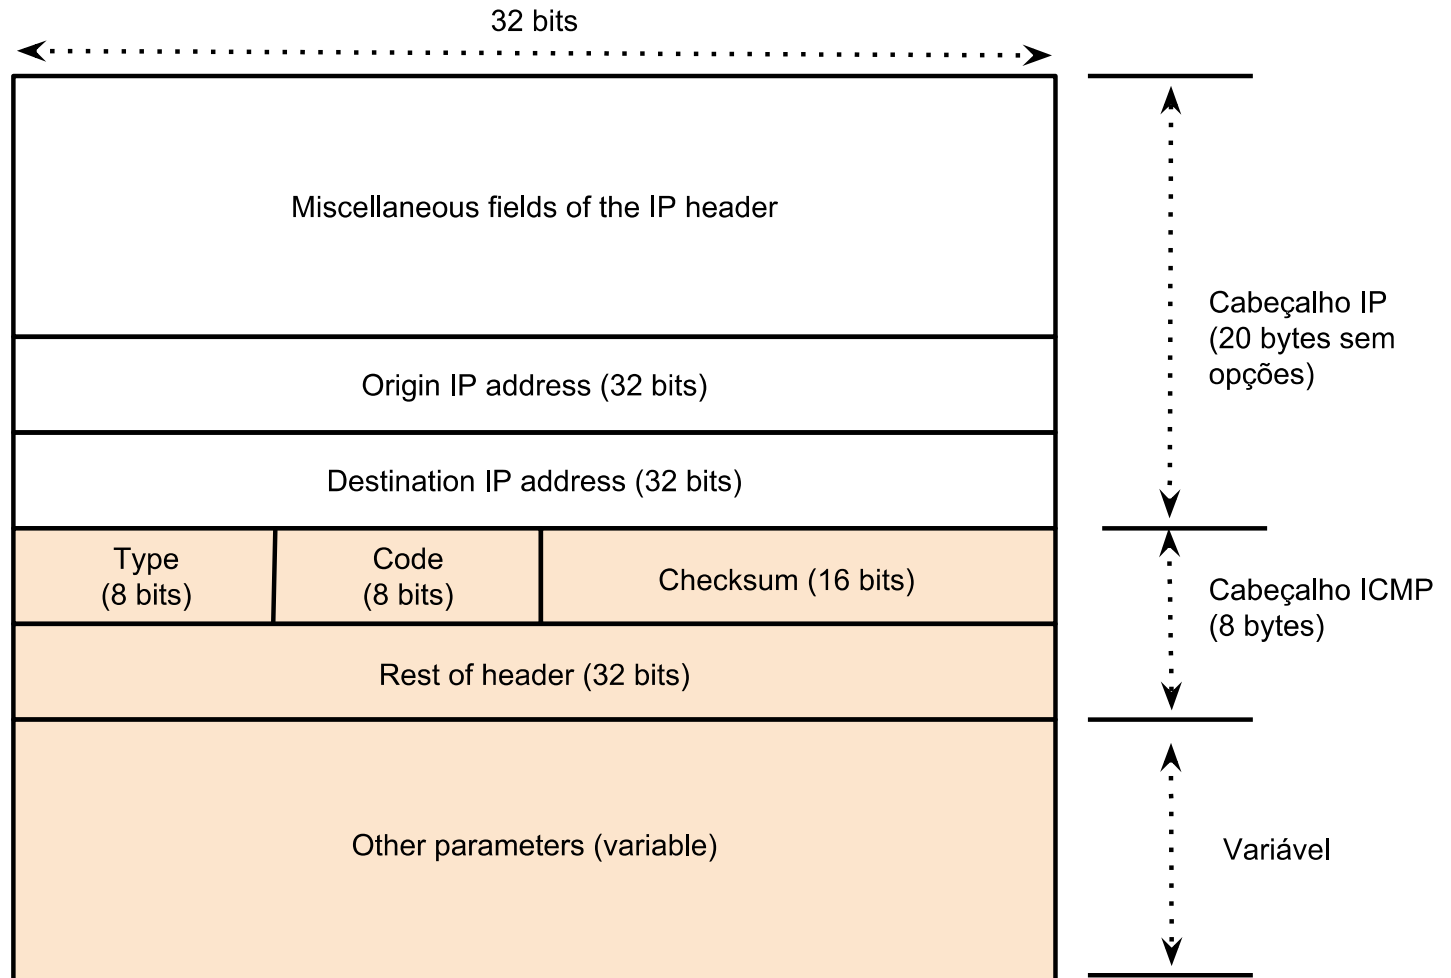 32 bits
Miscellaneous fields of the IP header
Cabeçalho IP
(20 bytes sem
opções)
Origin IP address (32 bits)
Destination IP address (32 bits)
Type
(8 bits)
Code
(8 bits)
Checksum (16 bits)
Cabeçalho ICMP
(8 bytes)
Rest of header (32 bits)
Other parameters (variable)
Variável